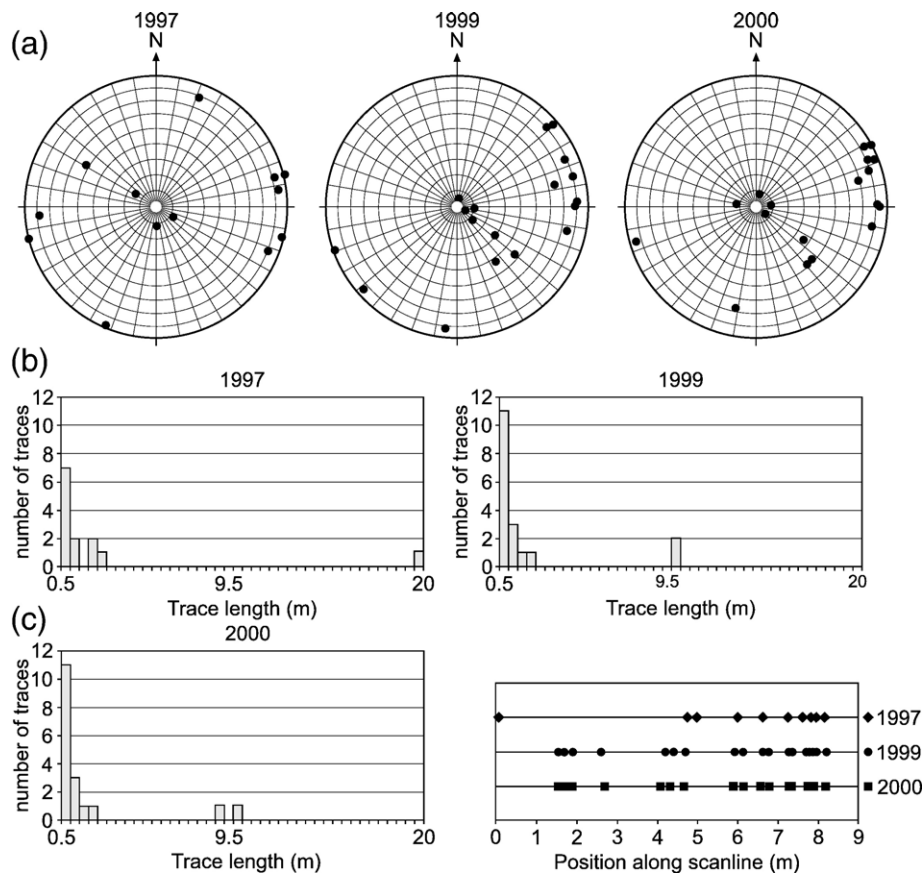 (a)
1997
N
1999
N
2000
N
(b)
1997
number of traces
12
10
8
6
4
2
0
0.5
9.5
20
Trace length (m)
1999
number of traces
12
10
8
6
4
2
0
0.5
9.5
20
Trace length (m)
(c)
2000
number of traces
12
10
8
6
4
2
0
0.5
9.5
20
Trace length (m)
1997
1999
2000
0 1 2 3 4 5 6 7 8 9
Position along scanline (m)